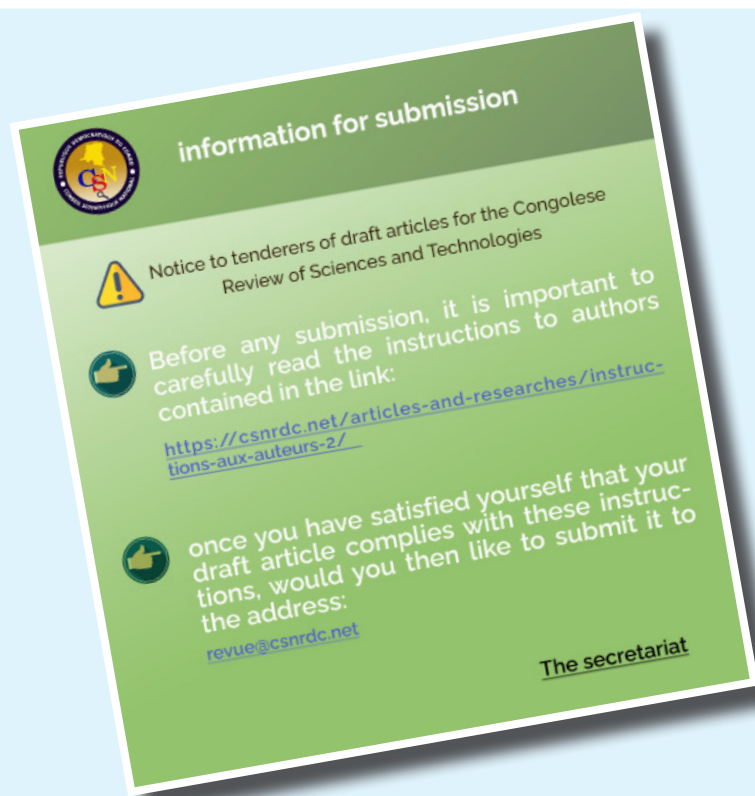 information for submission
CSN
Notice to tenderers of draft articles for the Congolese
Review of Sciences and Technologies
Before any submission, it is important to
carefully read the instructions to authors
contained in the link:
https://csnrdc.net/articles-and-researches/instruc-
tions-aux-auteurs-2/
once you have satisfied yourself that your
draft article complies with these instruc-
tions, would you then like to submit it to
the address:
revue@csnrdc.net
The secretariat